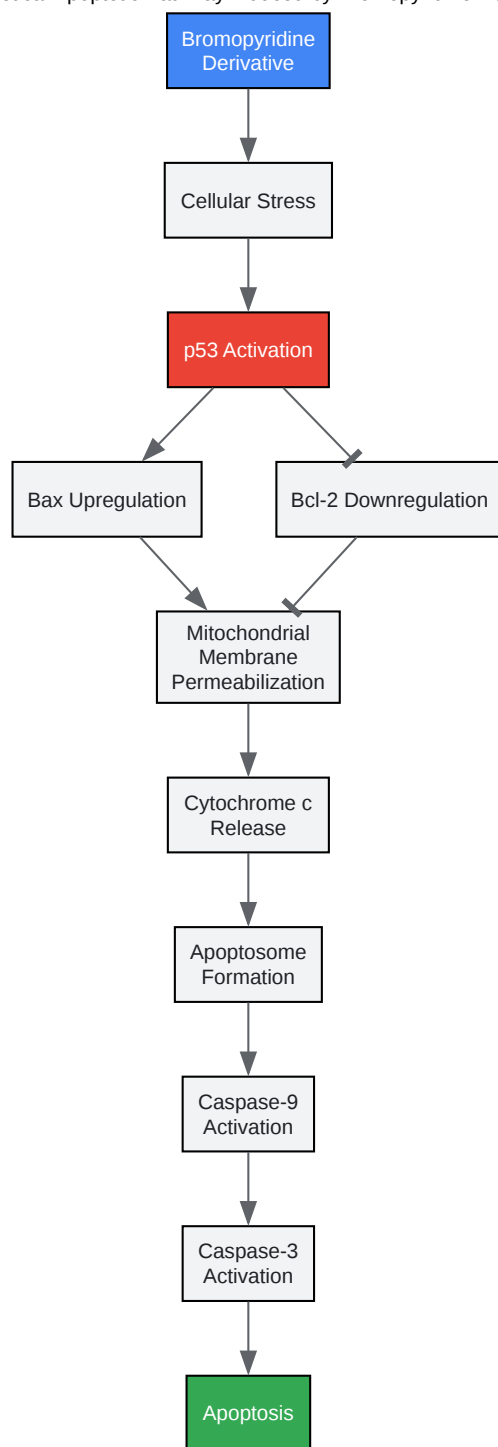 Bromopyridine
Derivative
Cellular Stress
p53 Activation
Bax Upregulation
Bcl-2 Downregulation
Mitochondrial
Membrane
Permeabilization
Cytochrome c
Release
Apoptosome
Formation
Caspase-9
Activation
Caspase-3
Activation
Apoptosis